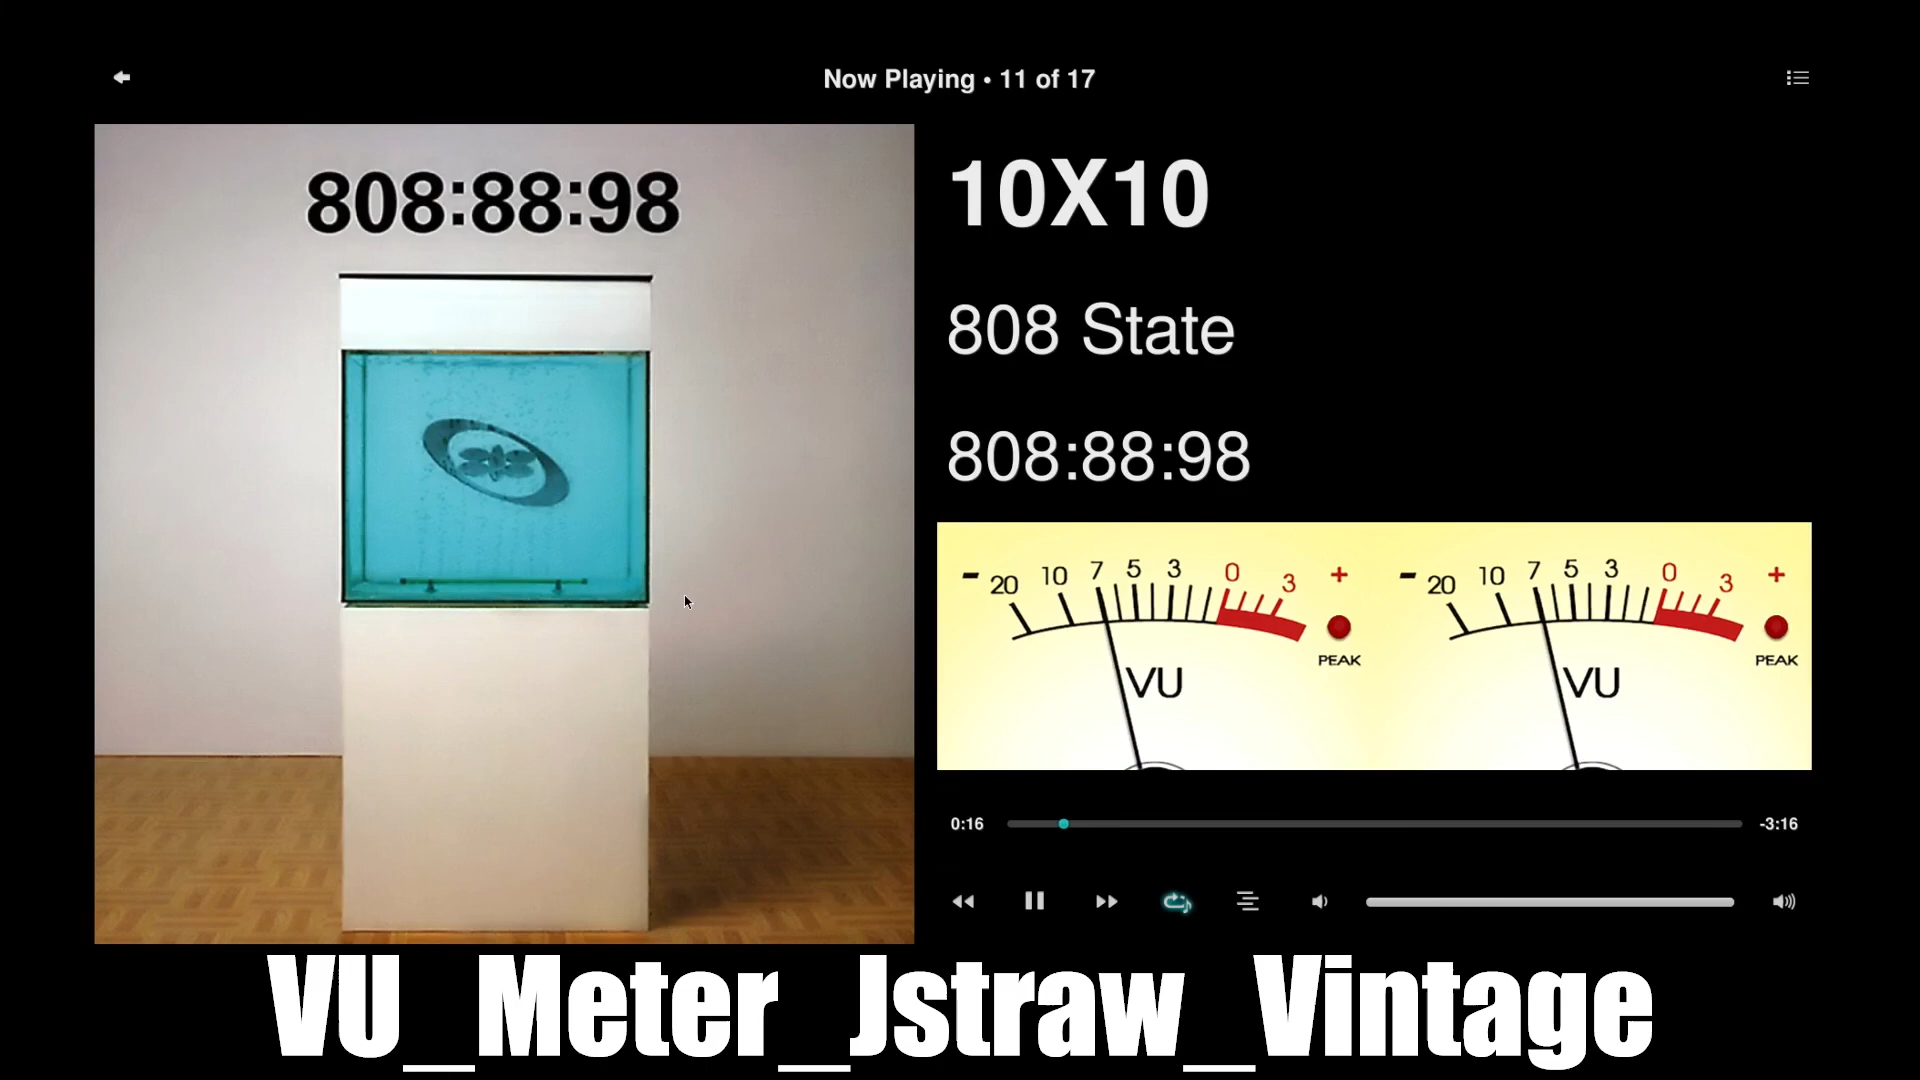 Now Playing • 11 of 17
808:88:98
10X10
808 State
808:88:98
- 20 10 7 5 3 0 3 +
PEAK
VU
- 20 10 7 5 3 0 3 +
PEAK
VU
0:16
-3:16
VU_Meter_Jstraw_Vintage